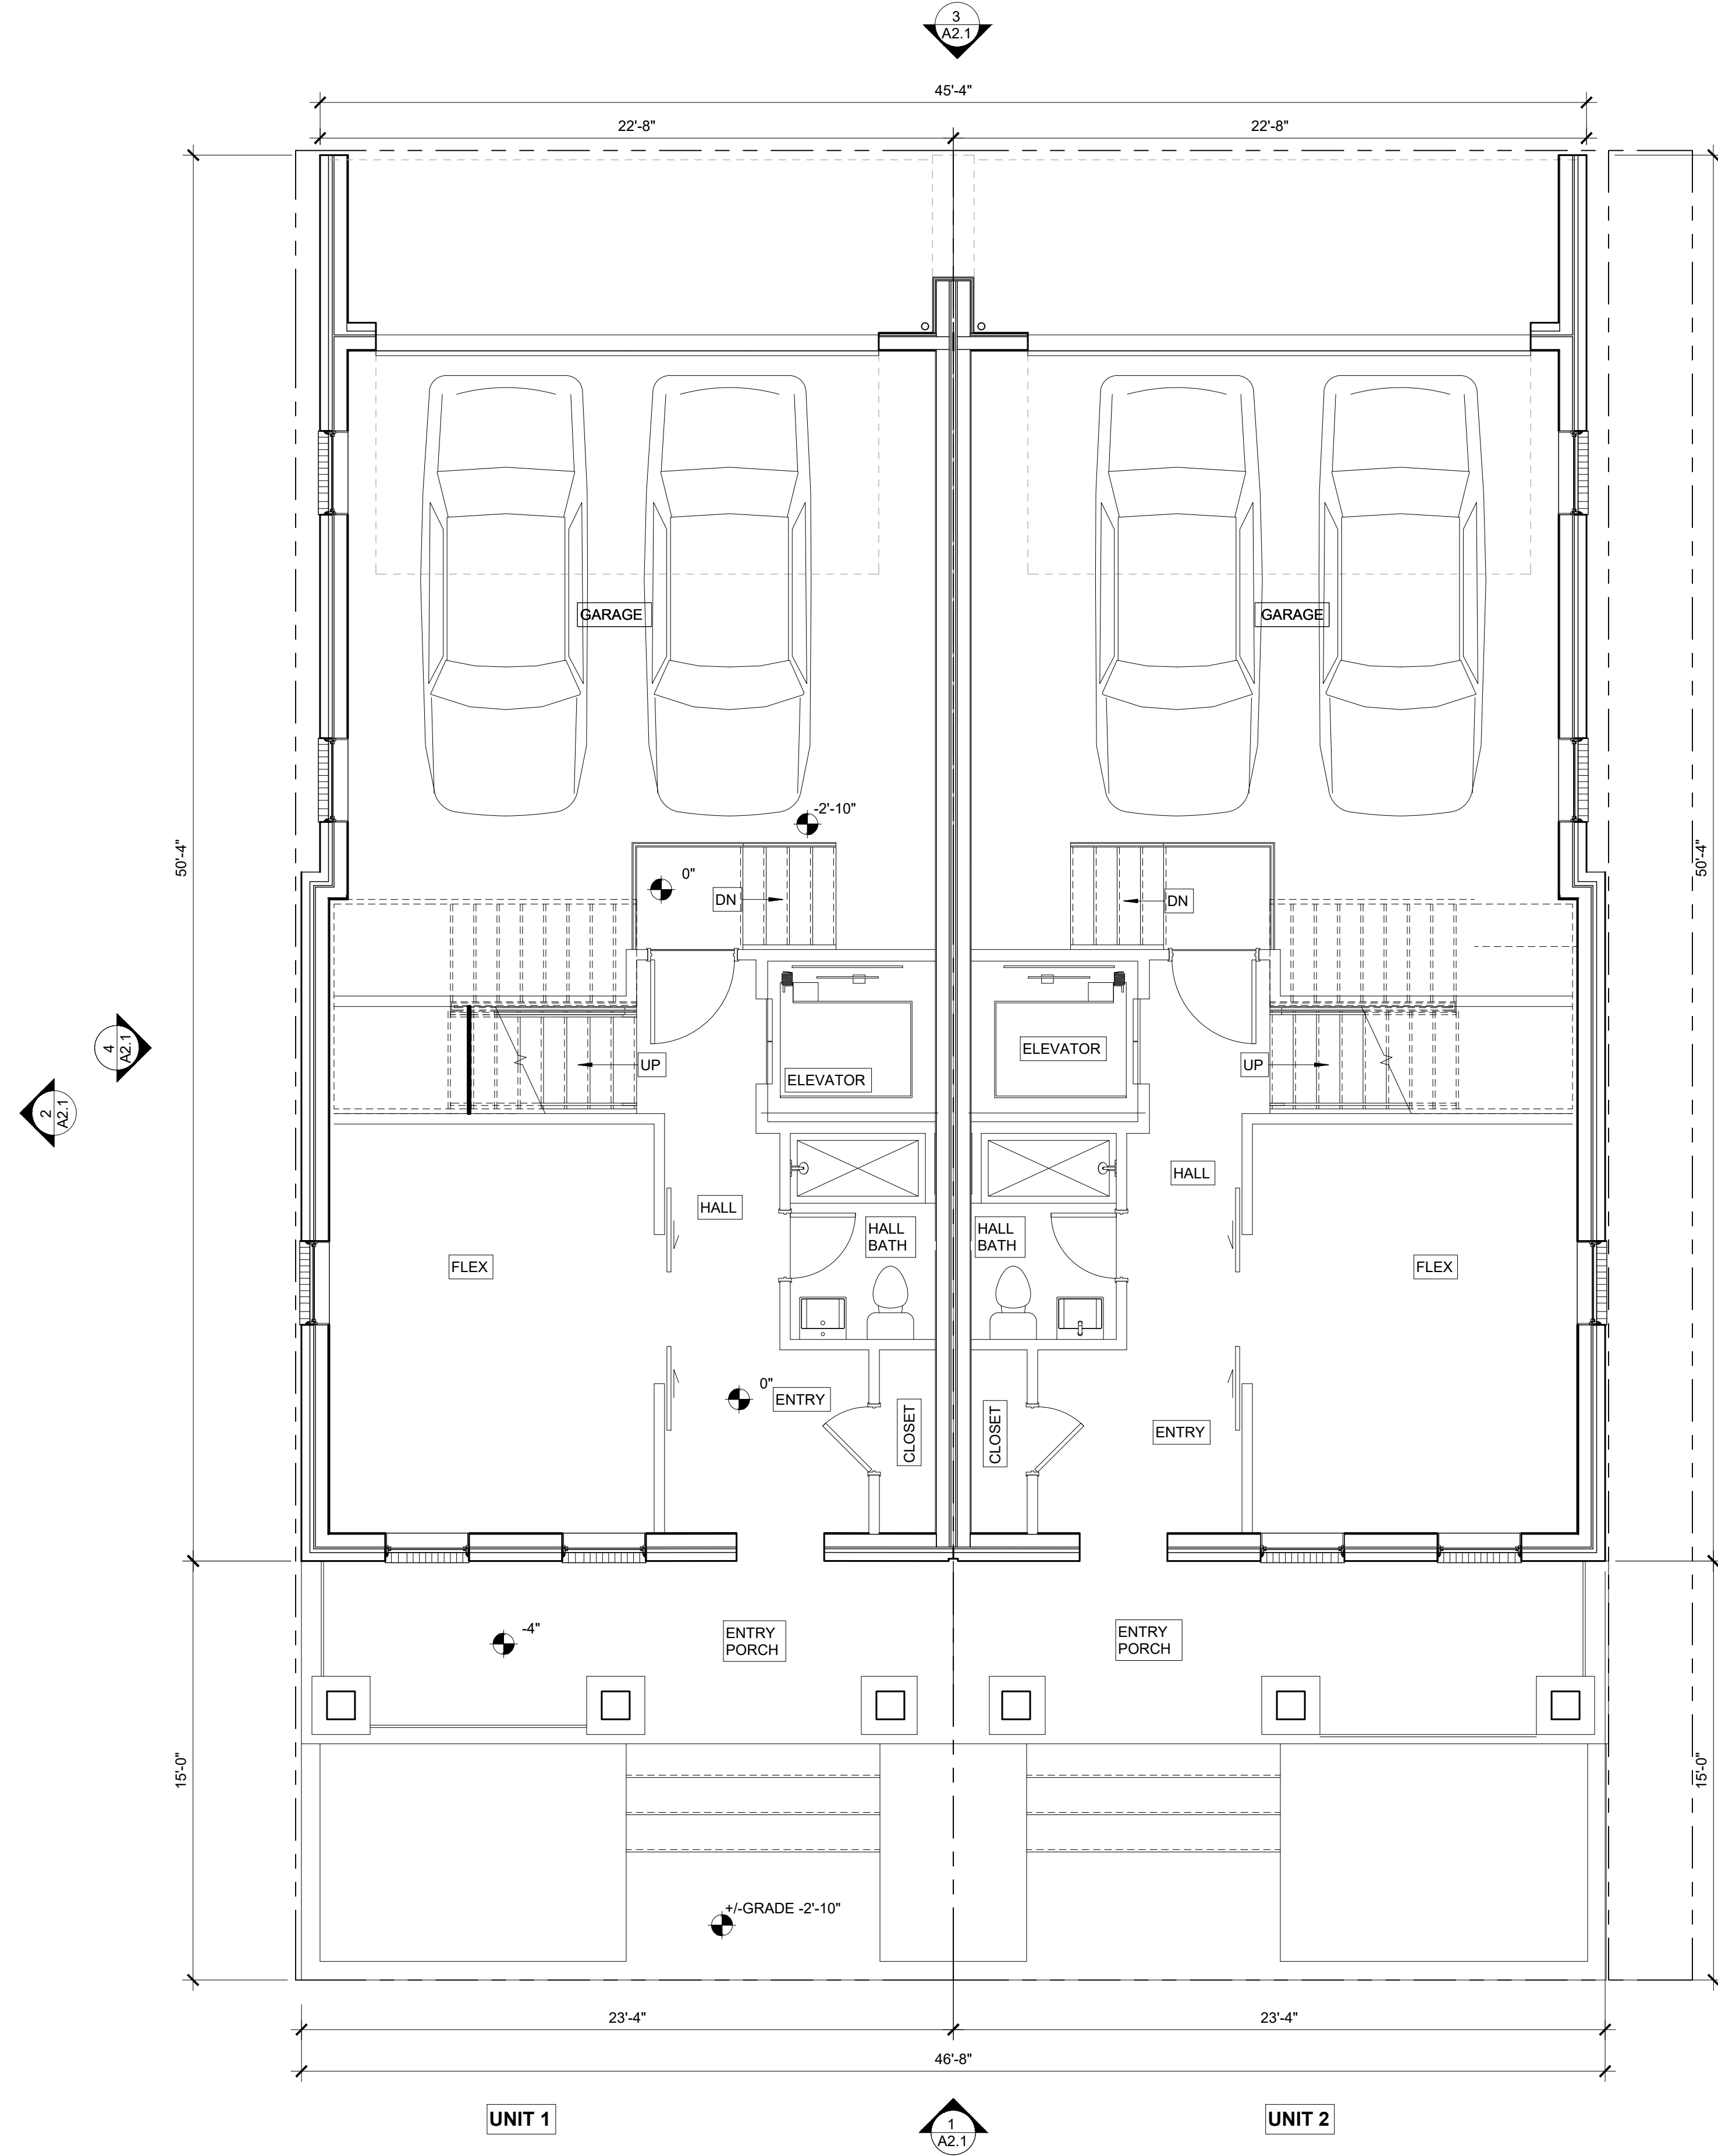 3
A2.1
45'-4"
22'-8"
22'-8"
GARAGE
GARAGE
-2'-10"
50'-4"
50'-4"
0"
DN
DN
4
A2.1
ELEVATOR
UP
UP
ELEVATOR
2
A2.1
HALL
HALL
HALL
BATH
HALL
BATH
FLEX
FLEX
0"
ENTRY
CLOSET
CLOSET
ENTRY
-4"
ENTRY
PORCH
ENTRY
PORCH
15'-0"
15'-0"
+/-GRADE -2'-10"
23'-4"
23'-4"
46'-8"
UNIT 1
1
A2.1
UNIT 2